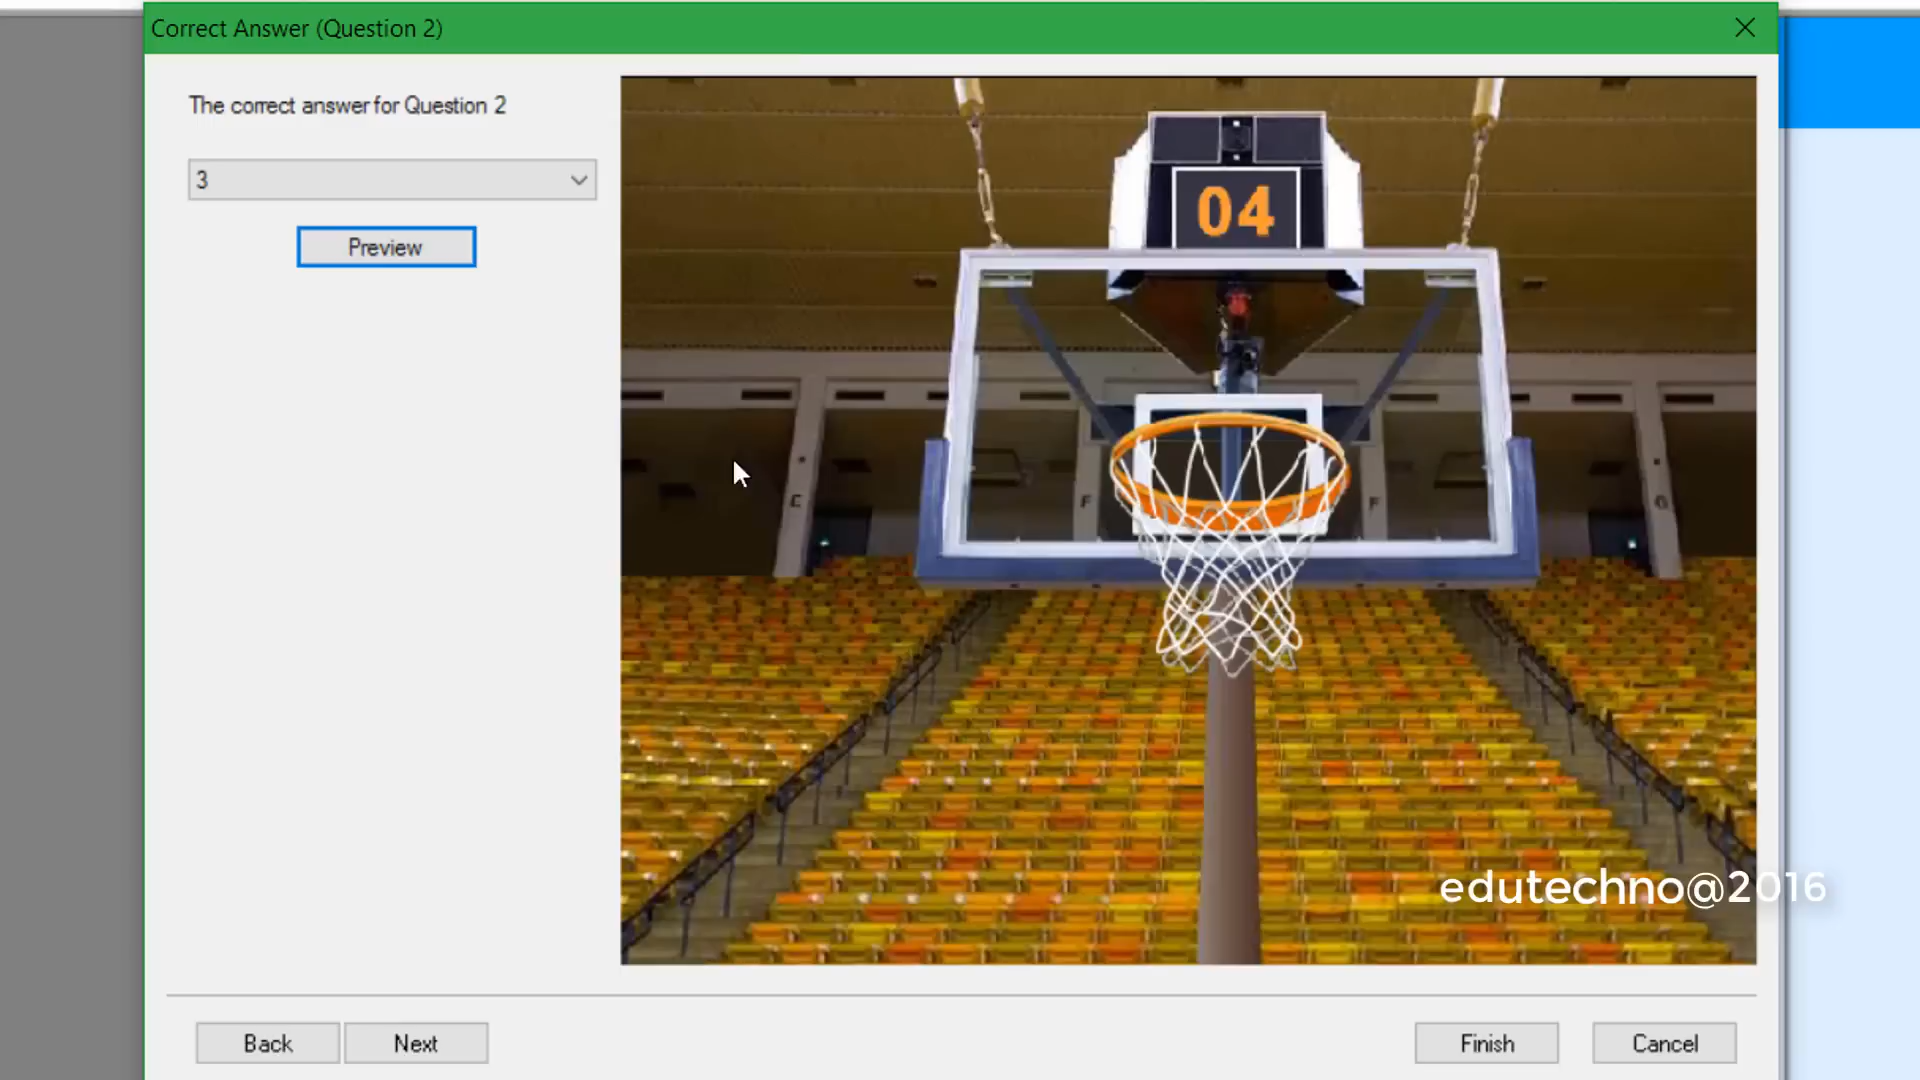 Correct Answer (Question 2)
The correct answer for Question 2
3
Preview
04
C
F
F
G
edutechno@2016
Back
Next
Finish
Cancel